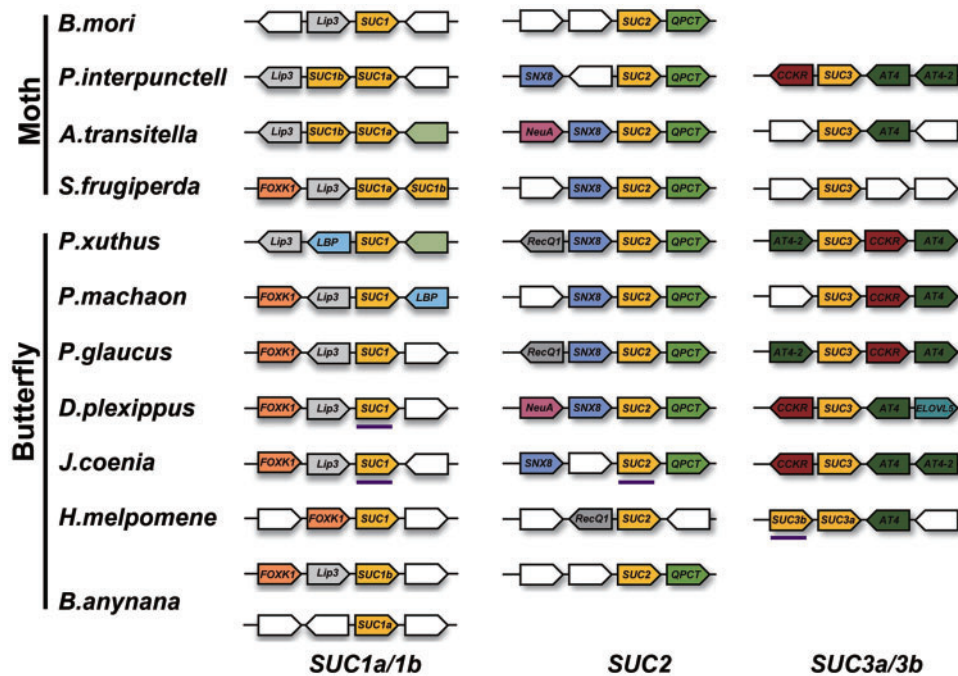 Moth
B.mori Lip3 SUC1 SUC2 QPCT
P.interpunctell Lip3 SUC1b SUC1a SNX8 SUC2 QPCT CCKR SUC3 AT4 AT4-2
A.transitella Lip3 SUC1b SUC1a NeuA SNX8 SUC2 QPCT SUC3 AT4
S.frugiperda FOXK1 Lip3 SUC1a SUC1b SNX8 SUC2 QPCT SUC3
Butterfly
P.xuthus Lip3 LBP SUC1 RecQ1 SNX8 SUC2 QPCT AT4-2 SUC3 CCKR AT4
P.machaon FOXK1 Lip3 SUC1 LBP SNX8 SUC2 QPCT SUC3 CCKR AT4
P.glaucus FOXK1 Lip3 SUC1 RecQ1 SNX8 SUC2 QPCT AT4-2 SUC3 CCKR AT4
D.plexippus FOXK1 Lip3 SUC1 NeuA SNX8 SUC2 QPCT CCKR SUC3 AT4 ELOVL5
J.coenia FOXK1 Lip3 SUC1 SNX8 SUC2 QPCT CCKR SUC3 AT4 AT4-2
H.melpomene FOXK1 SUC1 RecQ1 SUC2 SUC3b SUC3a AT4
FOXK1 Lip3 SUC1b SUC2 QPCT
B.anynana
SUC1a
SUC1a/1b SUC2 SUC3a/3b